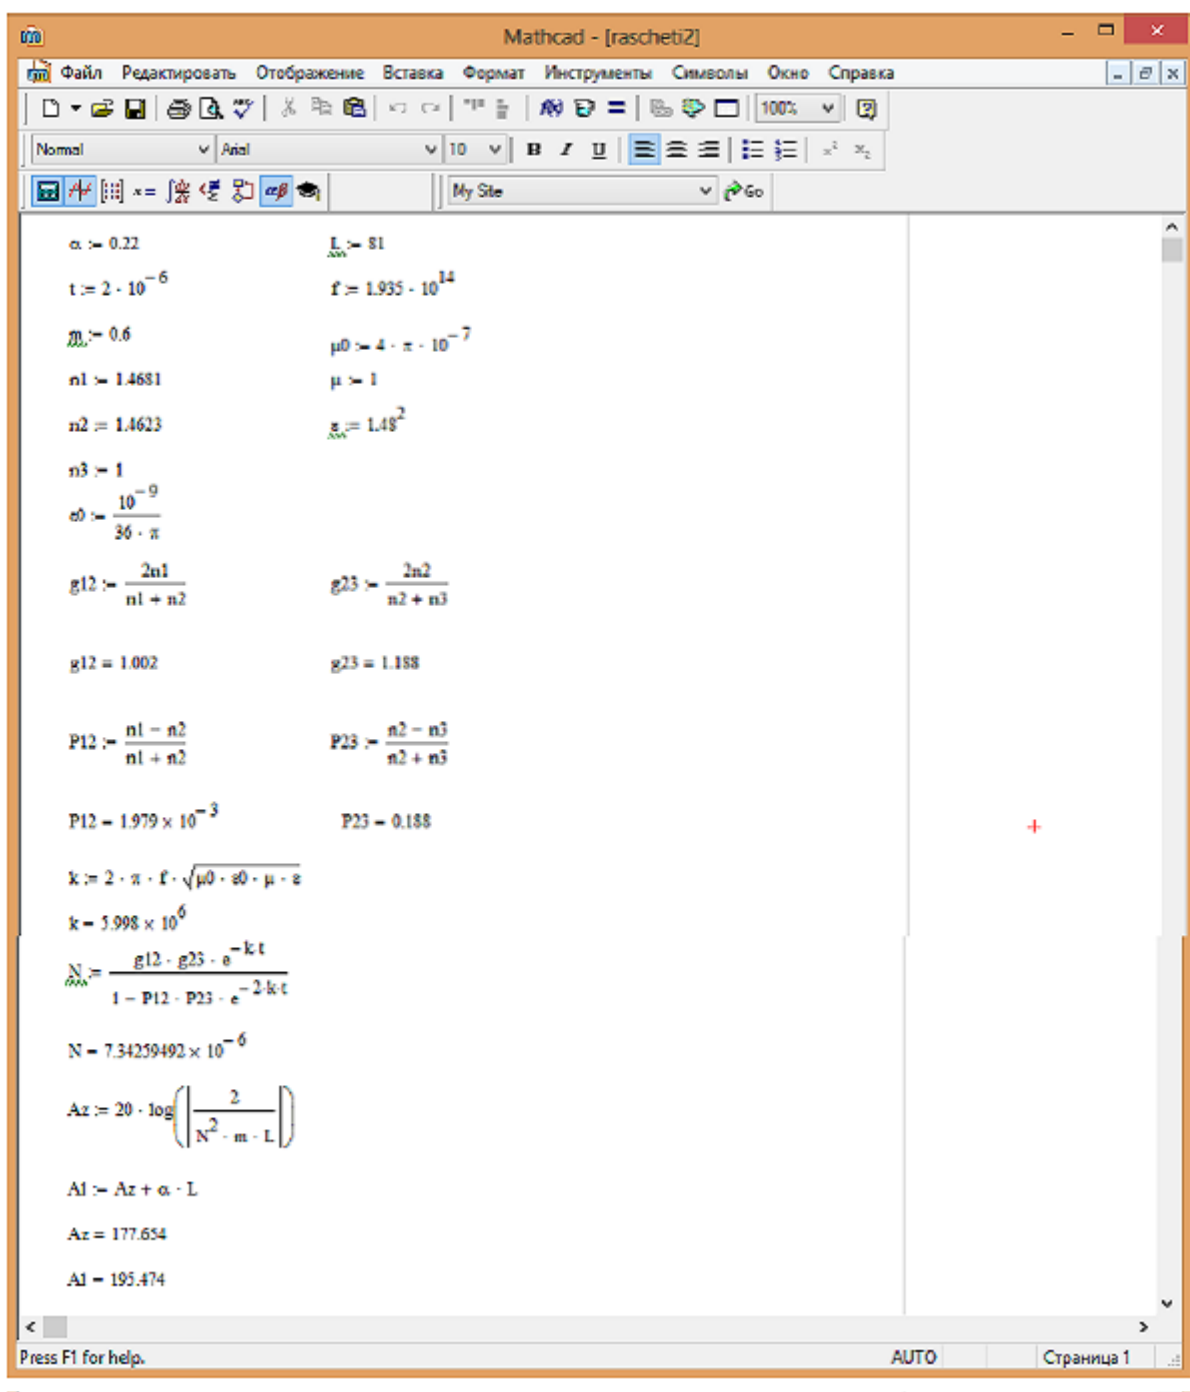 Mathcad - [rascheti2]
Файл Редактировать Отображение Вставка Формат Инструменты Символы Окно Справка
100%
Normal Arial 10 B I U
My Site Go
α := 0.22 L := 81
t := 2 · 10^-6 f := 1.935 · 10^14
m := 0.6 μ0 := 4 · π · 10^-7
n1 := 1.4681 μ := 1
n2 := 1.4623 ε := 1.48^2
n3 := 1
ε0 := 10^-9 / (36 · π)
g12 := 2n1 / (n1 + n2) g23 := 2n2 / (n2 + n3)
g12 = 1.002 g23 = 1.188
P12 := (n1 − n2) / (n1 + n2) P23 := (n2 − n3) / (n2 + n3)
P12 = 1.979 × 10^-3 P23 = 0.188
k := 2 · π · f · √(μ0 · ε0 · μ · ε)
k = 5.998 × 10^6
N := (g12 · g23 · e^(-k·t)) / (1 − P12 · P23 · e^(-2·k·t))
N = 7.34259492 × 10^-6
Az := 20 · log(|2 / (N^2 · m · L)|)
A1 := Az + α · L
Az = 177.654
A1 = 195.474
Press F1 for help. AUTO Страница 1